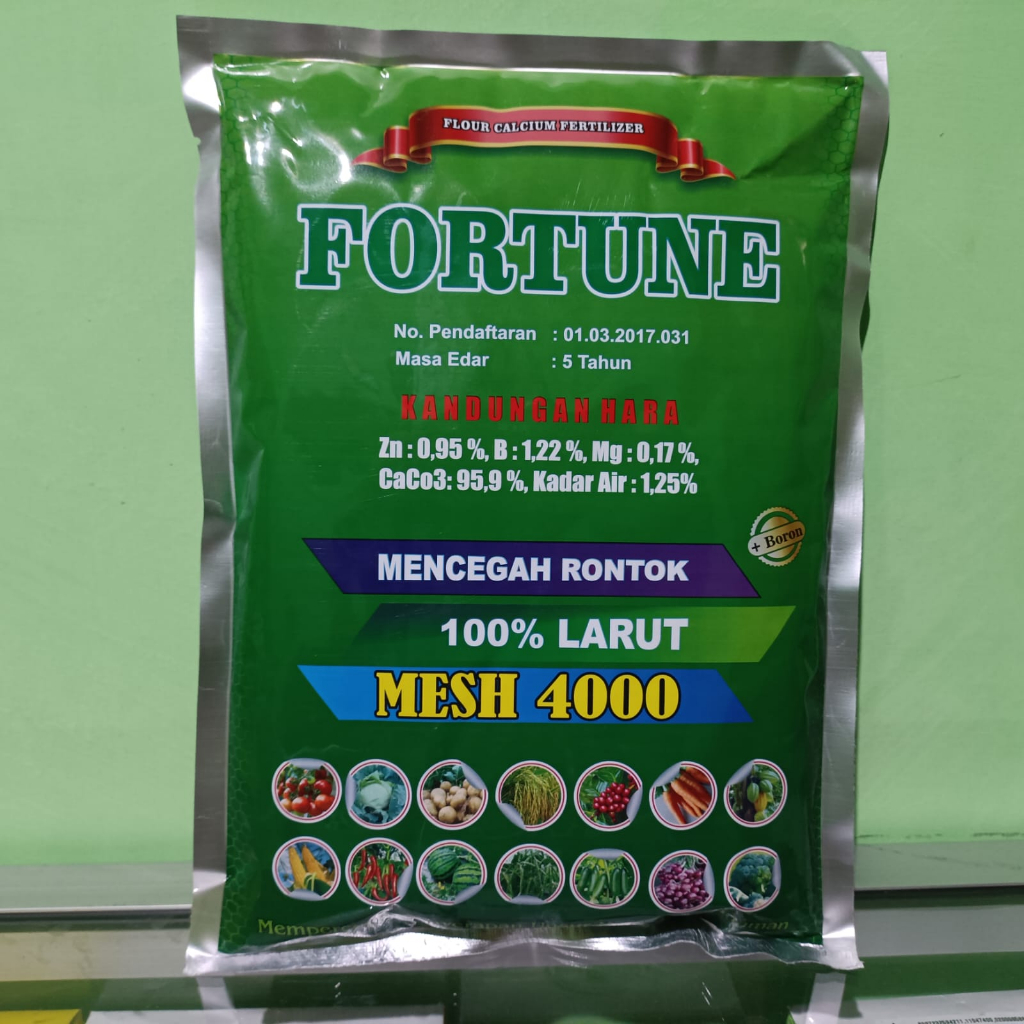 FLOUR CALCIUM FERTILIZER
FORTUNE
No. Pendaftaran : 01.03.2017.031
Masa Edar : 5 Tahun
KANDUNGAN HARA
Zn : 0,95 %, B : 1,22 %, Mg : 0,17 %,
CaCo3: 95,9 %, Kadar Air : 1,25%
+ Boron
MENCEGAH RONTOK
100% LARUT
MESH 4000